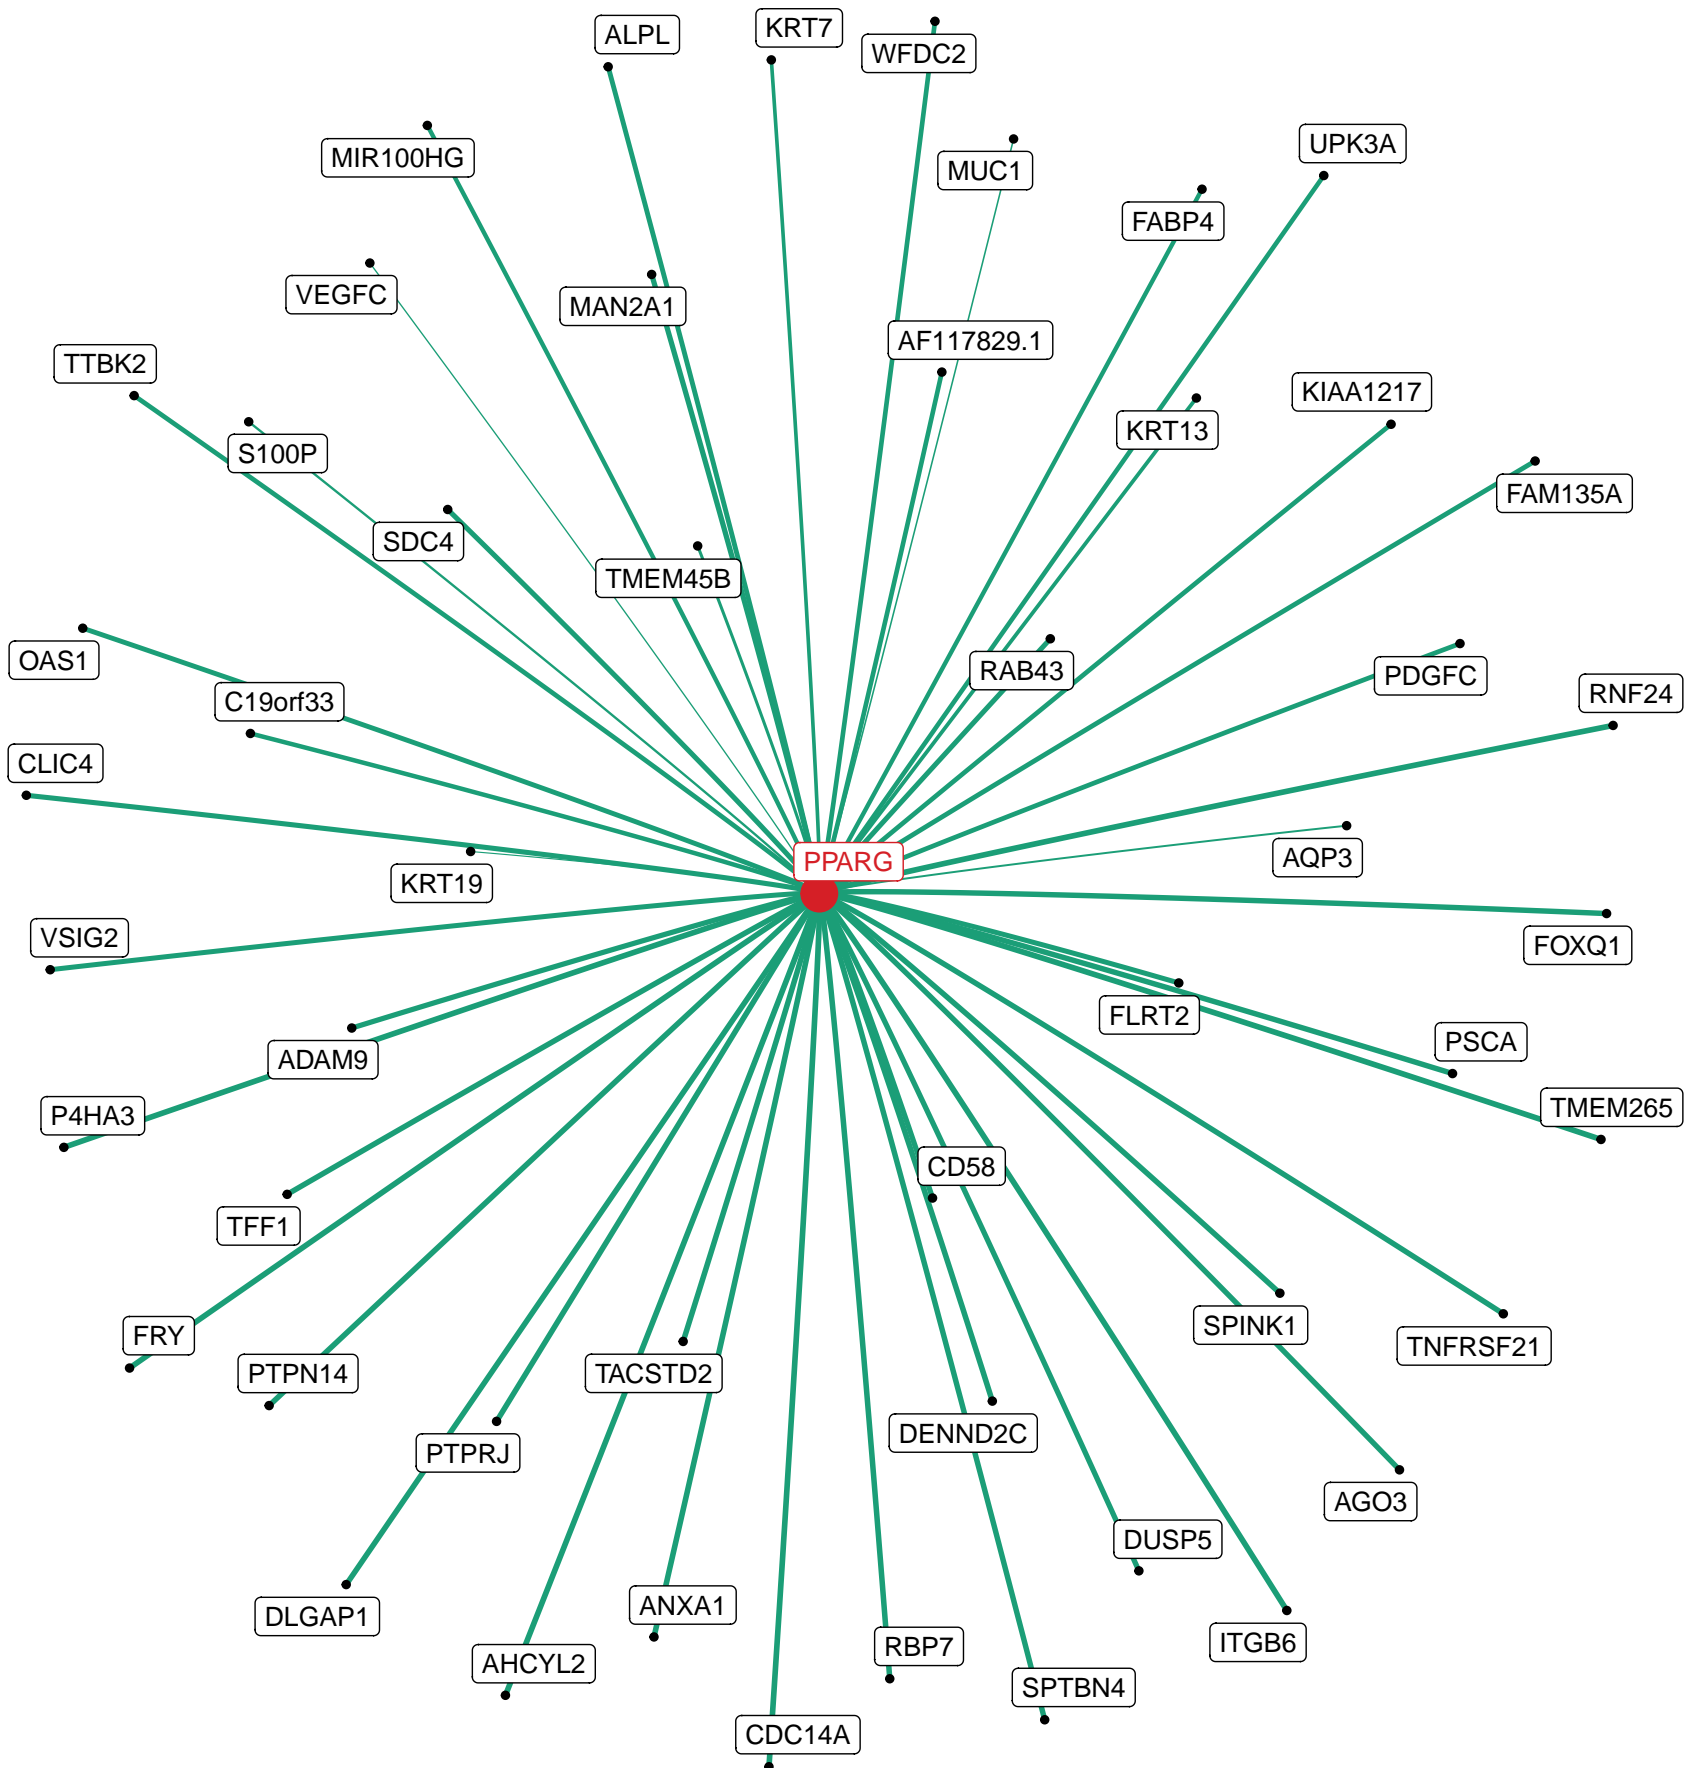 KRT7
ALPL
WFDC2
UPK3A
MIR100HG
MUC1
FABP4
VEGFC
MAN2A1
AF117829.1
TTBK2
KIAA1217
KRT13
S100P
FAM135A
SDC4
TMEM45B
OAS1
RAB43
PDGFC
RNF24
C19orf33
CLIC4
AQP3
PPARG
KRT19
VSIG2
FOXQ1
FLRT2
PSCA
ADAM9
TMEM265
P4HA3
CD58
TFF1
SPINK1
FRY
TNFRSF21
PTPN14
TACSTD2
DENND2C
PTPRJ
AGO3
DUSP5
ANXA1
DLGAP1
ITGB6
RBP7
AHCYL2
SPTBN4
CDC14A